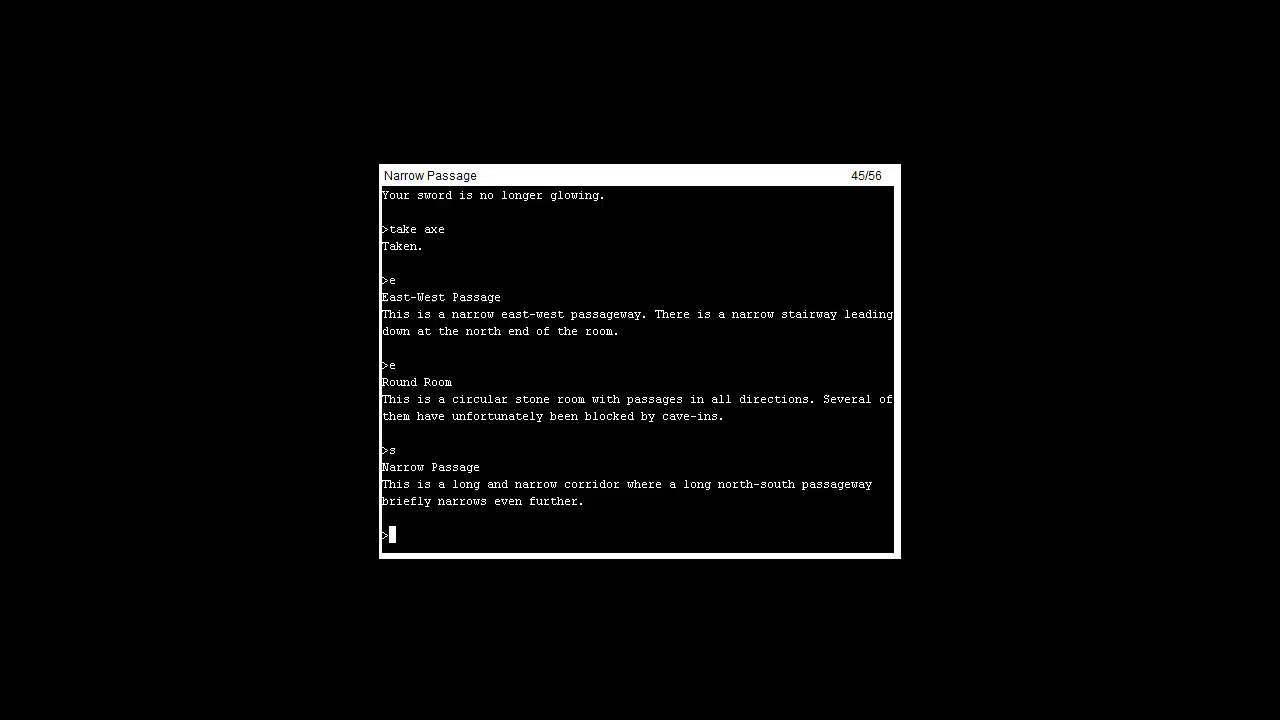 Narrow Passage 45/56
Your sword is no longer glowing.
>take axe
Taken.
>e
East-West Passage
This is a narrow east-west passageway. There is a narrow stairway leading
down at the north end of the room.
>e
Round Room
This is a circular stone room with passages in all directions. Several of
them have unfortunately been blocked by cave-ins.
>s
Narrow Passage
This is a long and narrow corridor where a long north-south passageway
briefly narrows even further.
>